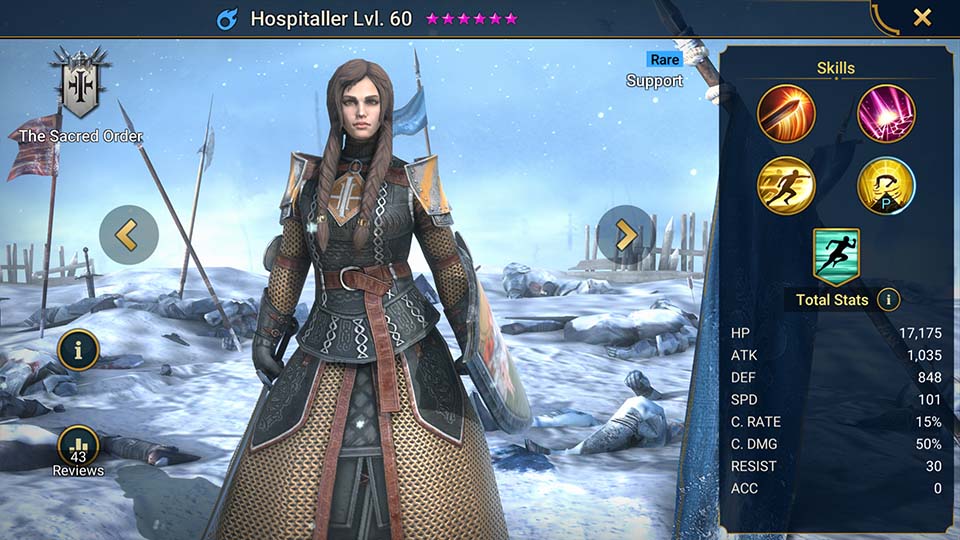 Hospitaller Lvl. 60
The Sacred Order
Rare
Support
43
Reviews
Skills
P
Total Stats
HP 17,175
ATK 1,035
DEF 848
SPD 101
C. RATE 15%
C. DMG 50%
RESIST 30
ACC 0